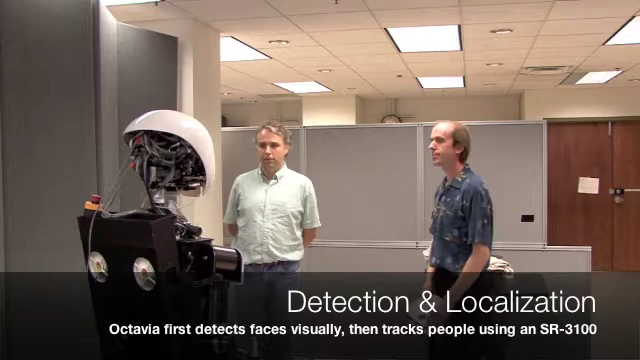 Detection & Localization
Octavia first detects faces visually, then tracks people using an SR-3100